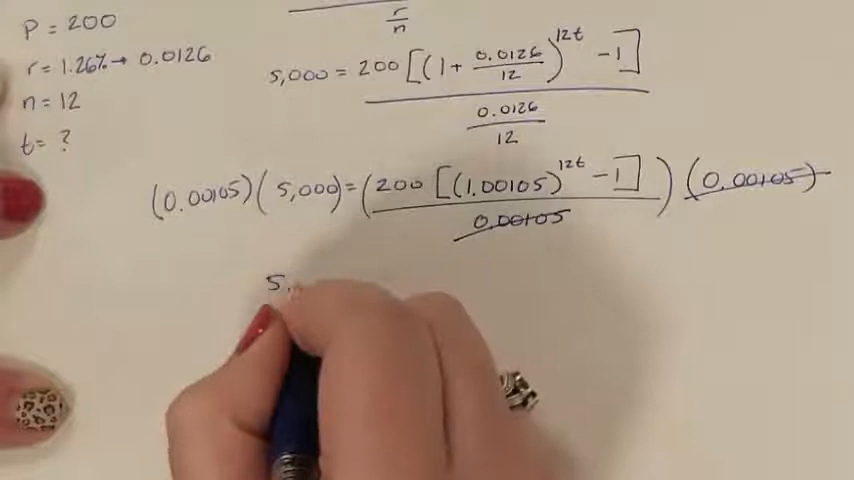 r
n
P = 200
r = 1.26% → 0.0126
n = 12
t = ?
5,000 = 200 [(1 + 0.0126/12)^12t - 1]
0.0126
12
(0.00105)(5,000) = (200 [(1.00105)^12t - 1]) (0.00105)
0.00105
5.